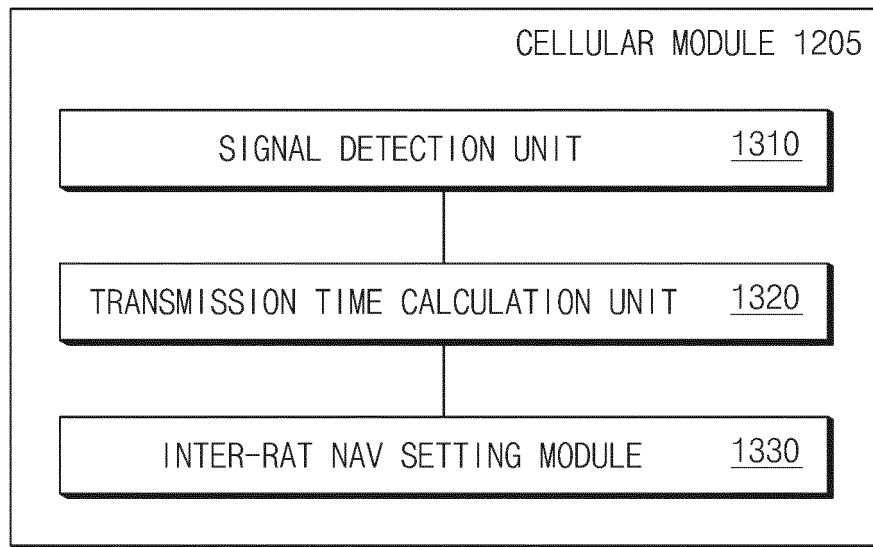 CELLULAR MODULE 1205
SIGNAL DETECTION UNIT 1310
TRANSMISSION TIME CALCULATION UNIT 1320
INTER-RAT NAV SETTING MODULE 1330